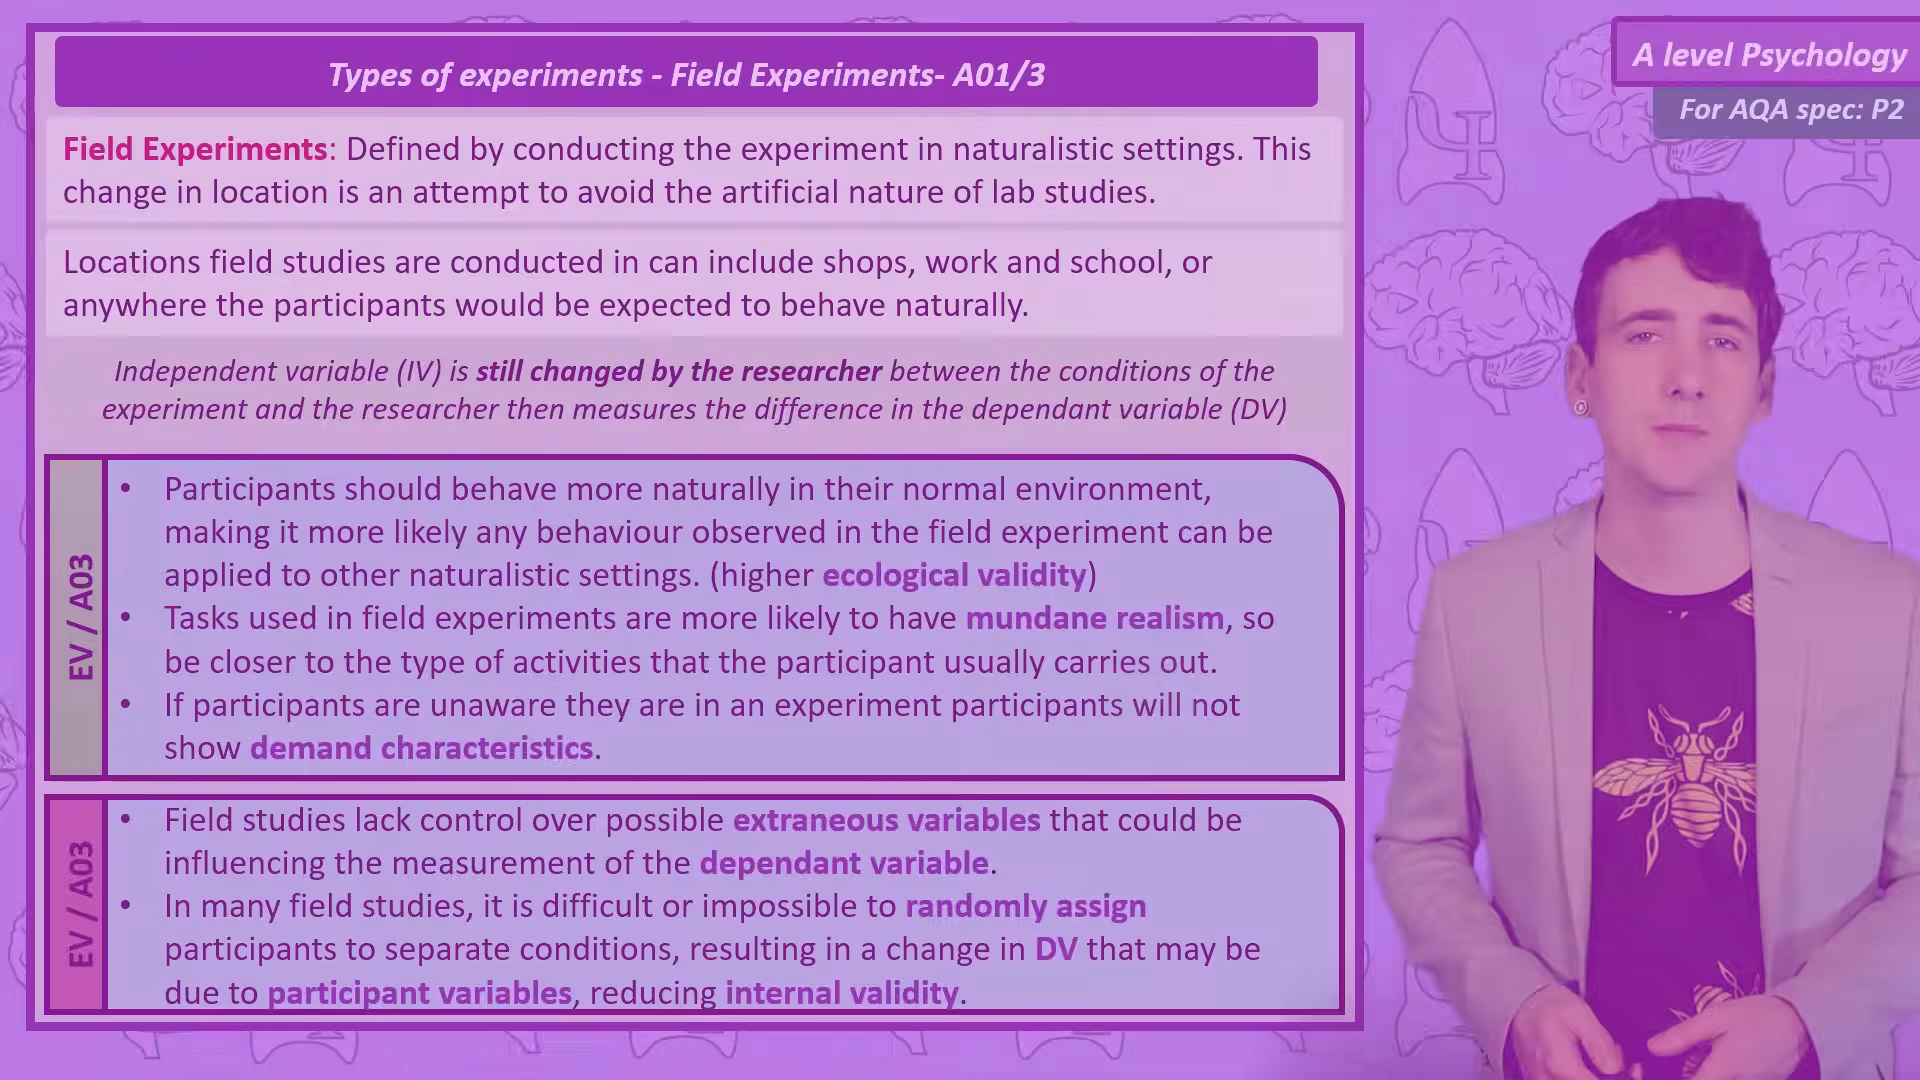 Types of experiments - Field Experiments- A01/3
A level Psychology
For AQA spec: P2
Field Experiments: Defined by conducting the experiment in naturalistic settings. This
change in location is an attempt to avoid the artificial nature of lab studies.
Locations field studies are conducted in can include shops, work and school, or
anywhere the participants would be expected to behave naturally.
Independent variable (IV) is still changed by the researcher between the conditions of the
experiment and the researcher then measures the difference in the dependant variable (DV)
EV / A03
• Participants should behave more naturally in their normal environment,
making it more likely any behaviour observed in the field experiment can be
applied to other naturalistic settings. (higher ecological validity)
• Tasks used in field experiments are more likely to have mundane realism, so
be closer to the type of activities that the participant usually carries out.
• If participants are unaware they are in an experiment participants will not
show demand characteristics.
EV / A03
• Field studies lack control over possible extraneous variables that could be
influencing the measurement of the dependant variable.
• In many field studies, it is difficult or impossible to randomly assign
participants to separate conditions, resulting in a change in DV that may be
due to participant variables, reducing internal validity.